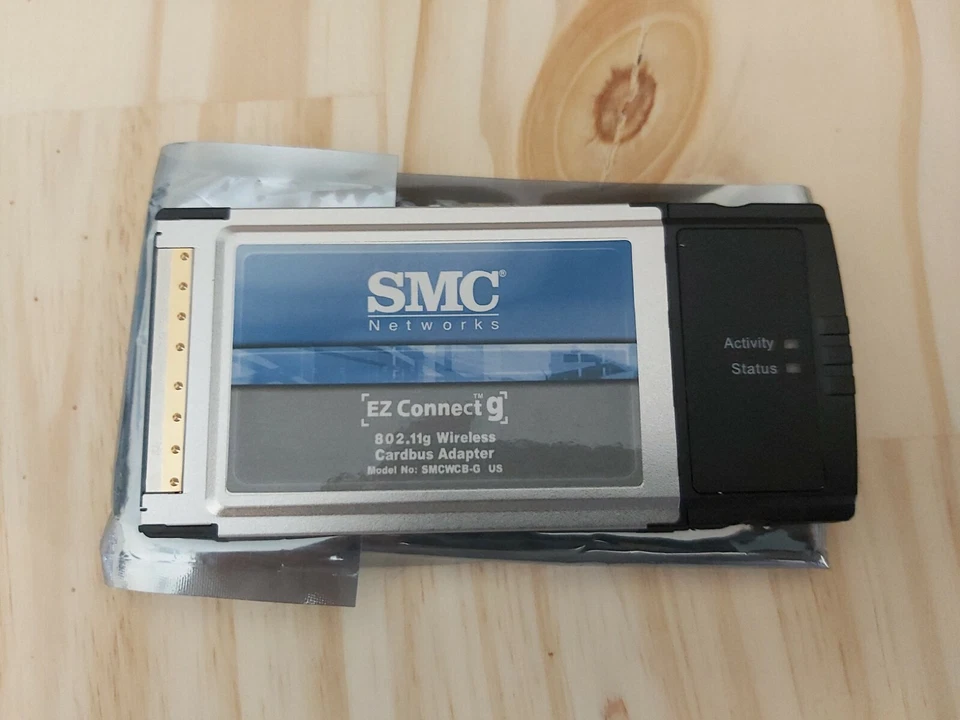 SMC®
Networks
[EZ Connect™ g]
802.11g Wireless
Cardbus Adapter
Model No: SMCWCB-G US
Activity
Status